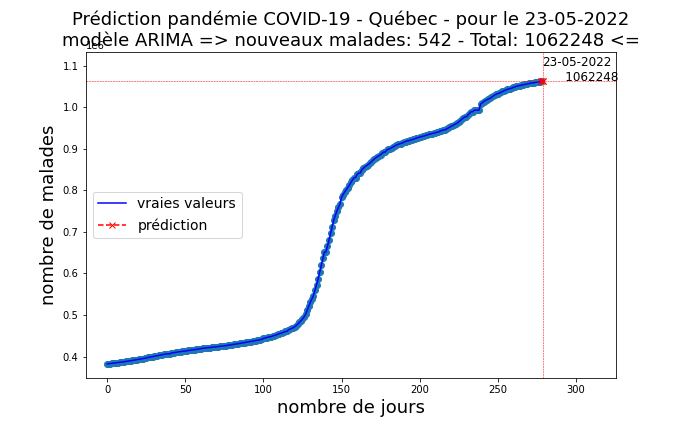 Prédiction pandémie COVID-19 - Québec - pour le 23-05-2022
modèle ARIMA => nouveaux malades: 542 - Total: 1062248 <=
1e6
23-05-2022
1062248
1.1
1.0
0.9
0.8
0.7
0.6
0.5
0.4
nombre de malades
vraies valeurs
prédiction
0 50 100 150 200 250 300
nombre de jours